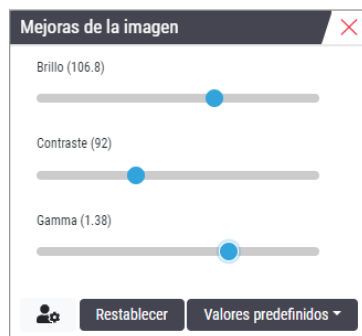 Mejoras de la imagen
Brillo (106.8)
Contraste (92)
Gamma (1.38)
Restablecer Valores predefinidos